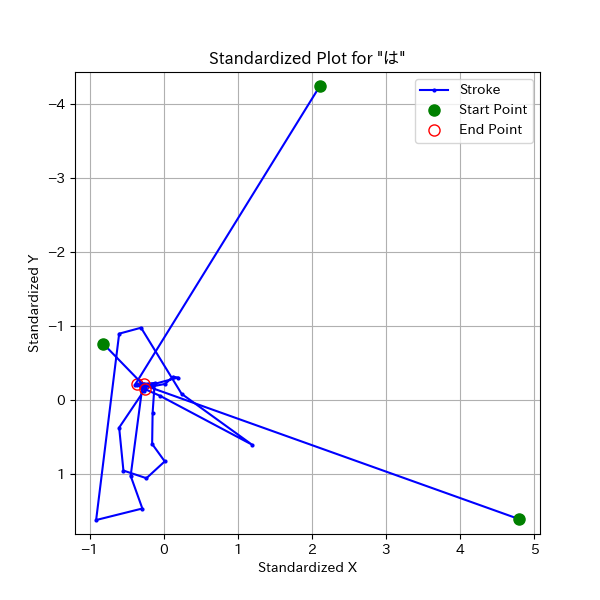 Standardized Plot for "は"
Stroke
Start Point
End Point
Standardized Y
−4
−3
−2
−1
0
1
−1 0 1 2 3 4 5
Standardized X